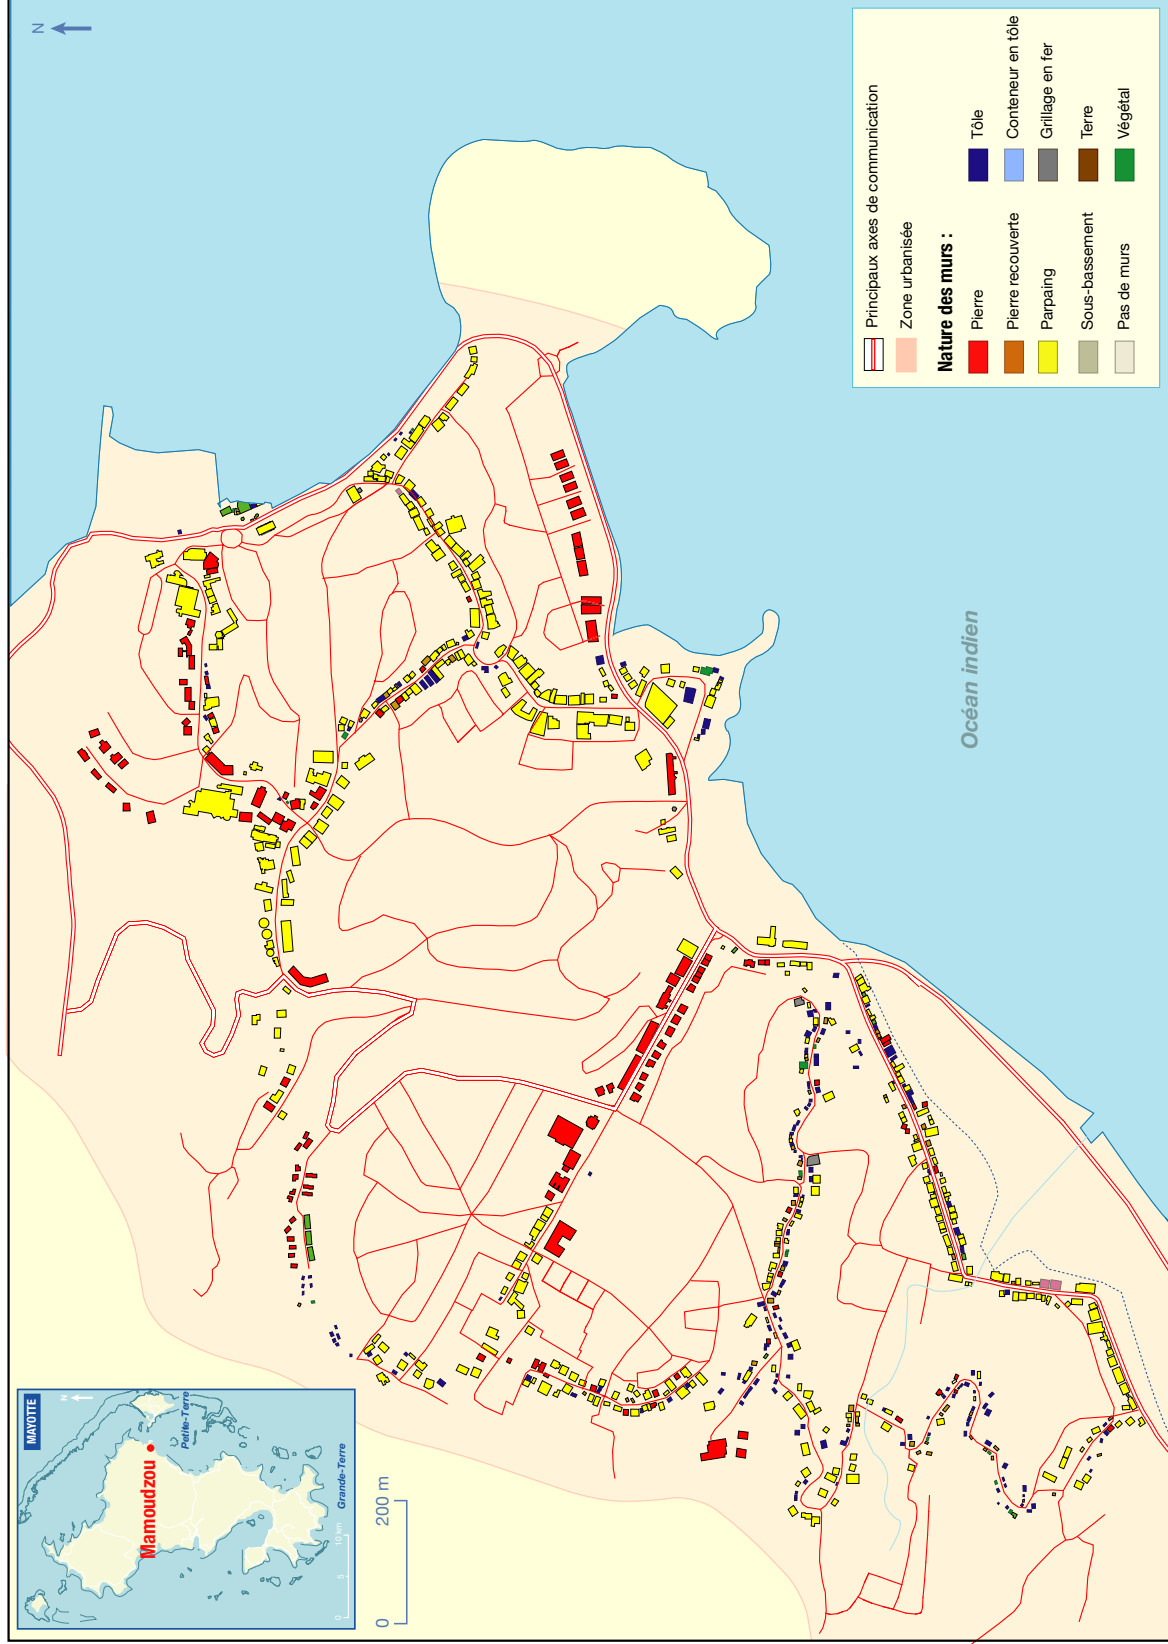 N
Océan indien
Principaux axes de communication
Zone urbanisée
Nature des murs :
Pierre
Pierre recouverte
Parpaing
Sous-bassement
Pas de murs
Tôle
Conteneur en tôle
Grillage en fer
Terre
Végétal
MAYOTTE
N
Mamoudzou
Petite-Terre
Grande-Terre
0 5 10 km
0 200 m